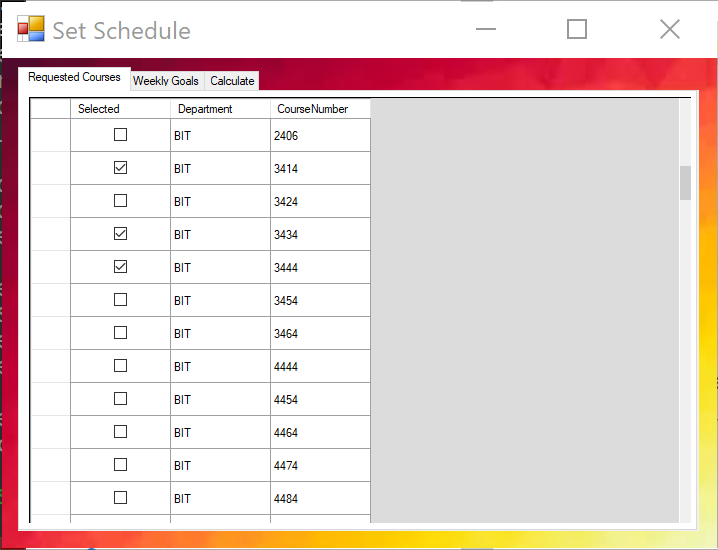 Set Schedule
Requested Courses Weekly Goals Calculate
Selected Department CourseNumber
BIT 2406
BIT 3414
BIT 3424
BIT 3434
BIT 3444
BIT 3454
BIT 3464
BIT 4444
BIT 4454
BIT 4464
BIT 4474
BIT 4484